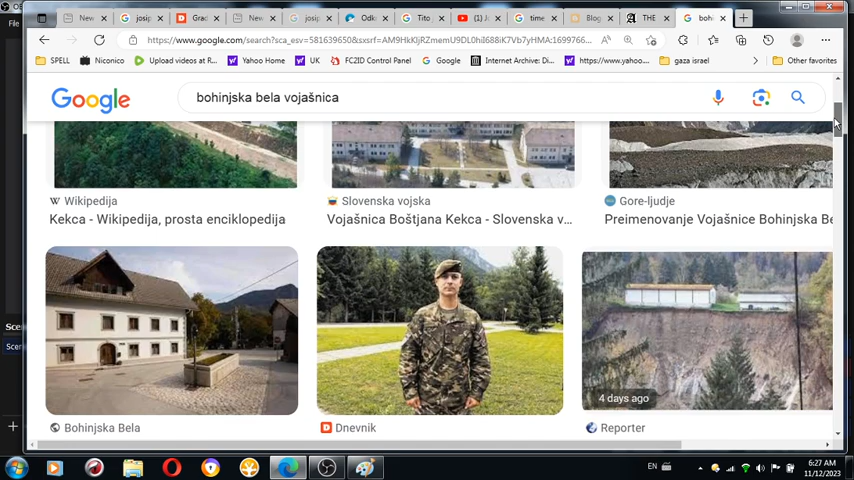 New
josip
Grad
New
josip
Odk
Tito
(1) J
time
Blog
THE
boh
https://www.google.com/search?sca_esv=581639650&sxsrf=AM9HkKljRZmemU9DL0hil688iK7Vb7yHMA:1699766...
SPELL
Niconico
Upload videos at R...
Yahoo Home
UK
FC2ID Control Panel
Google
Internet Archive: Di...
https://www.yahoo....
gaza israel
Other favorites
Google
bohinjska bela vojašnica
Wikipedia
Slovenska vojska
Gore-ljudje
Kekca - Wikipedija, prosta enciklopedija
Vojašnica Boštjana Kekca - Slovenska v...
Preimenovanje Vojašnice Bohinjska Be
4 days ago
Bohinjska Bela
Dnevnik
Reporter
Scen
EN
6:27 AM
11/12/2023